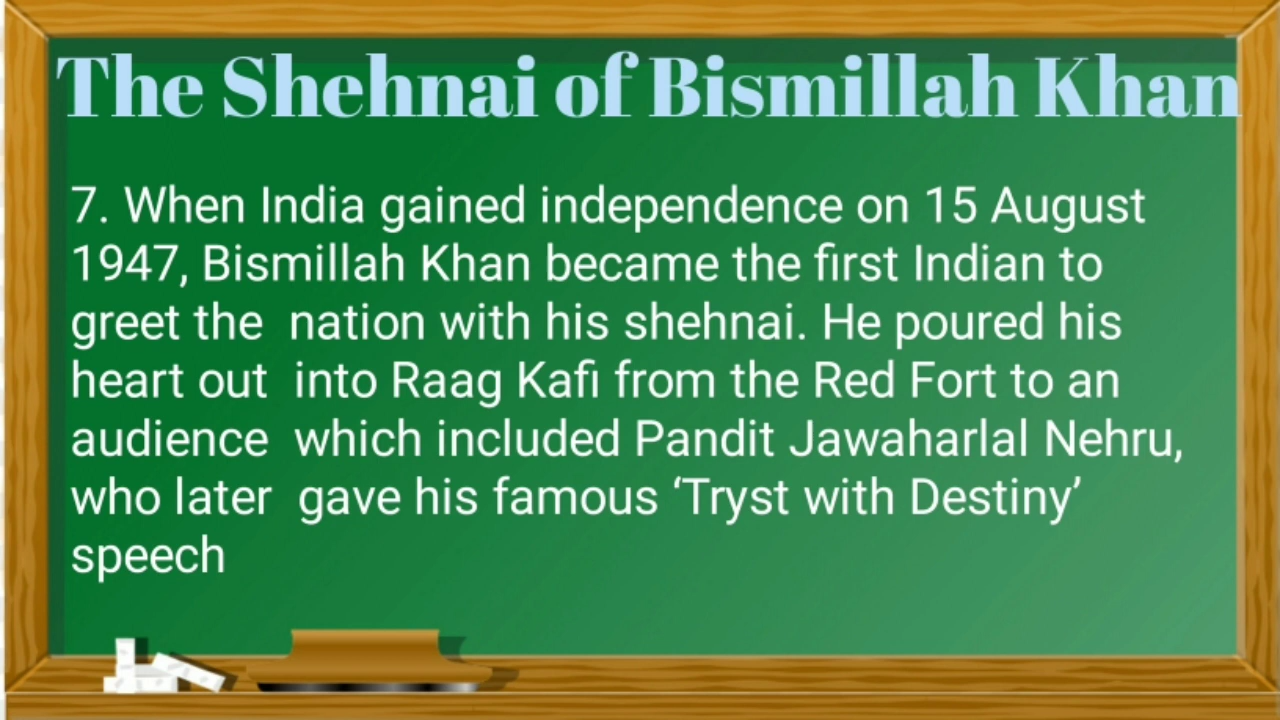 The Shehnai of Bismillah Khan
7. When India gained independence on 15 August
1947, Bismillah Khan became the first Indian to
greet the  nation with his shehnai. He poured his
heart out  into Raag Kafi from the Red Fort to an
audience  which included Pandit Jawaharlal Nehru,
who later  gave his famous ‘Tryst with Destiny’
speech